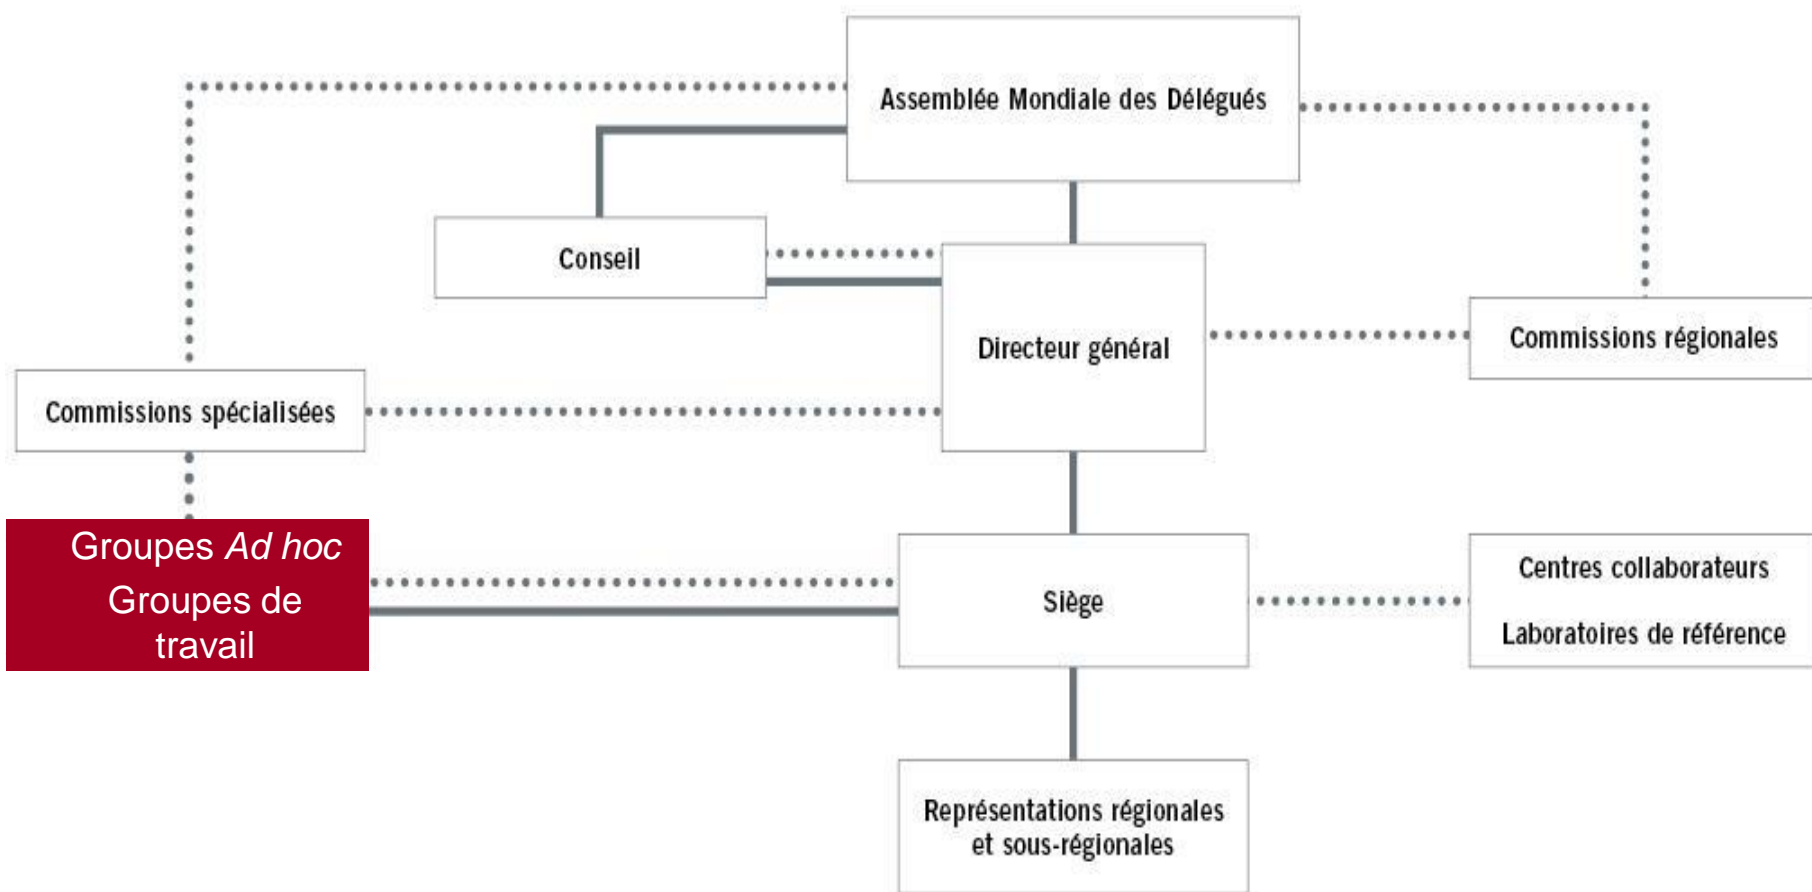 Assemblée Mondiale des Délégués
Conseil
Directeur général
Commissions régionales
Commissions spécialisées
Groupes Ad hoc
Groupes de
travail
Siège
Centres collaborateurs
Laboratoires de référence
Représentations régionales
et sous-régionales